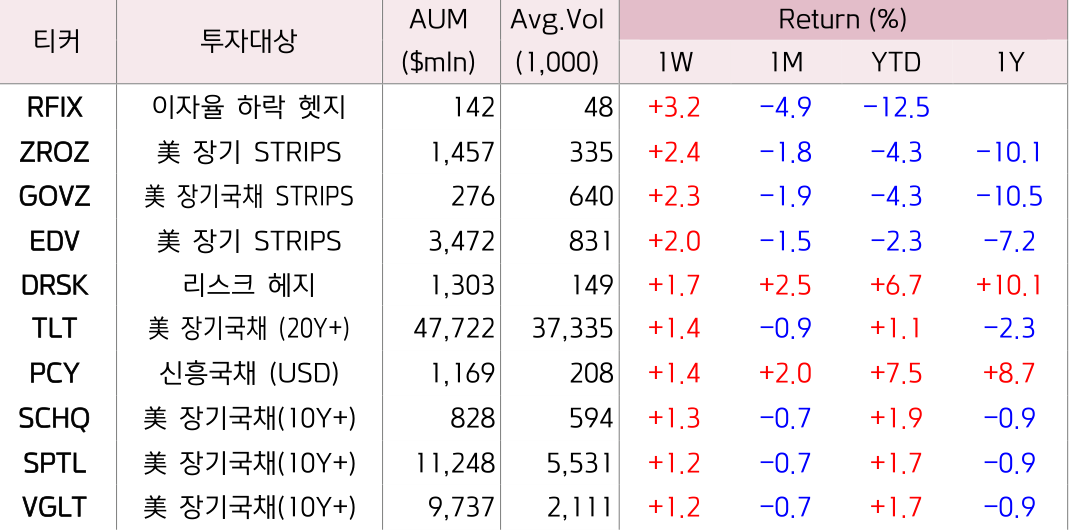 티커 투자대상 AUM ($mln) Avg.Vol (1,000) Return (%)
1W 1M YTD 1Y
RFIX 이자율 하락 헷지 142 48 +3.2 -4.9 -12.5
ZROZ 美 장기 STRIPS 1,457 335 +2.4 -1.8 -4.3 -10.1
GOVZ 美 장기국채 STRIPS 276 640 +2.3 -1.9 -4.3 -10.5
EDV 美 장기 STRIPS 3,472 831 +2.0 -1.5 -2.3 -7.2
DRSK 리스크 헤지 1,303 149 +1.7 +2.5 +6.7 +10.1
TLT 美 장기국채 (20Y+) 47,722 37,335 +1.4 -0.9 +1.1 -2.3
PCY 신흥국채 (USD) 1,169 208 +1.4 +2.0 +7.5 +8.7
SCHQ 美 장기국채(10Y+) 828 594 +1.3 -0.7 +1.9 -0.9
SPTL 美 장기국채(10Y+) 11,248 5,531 +1.2 -0.7 +1.7 -0.9
VGLT 美 장기국채(10Y+) 9,737 2,111 +1.2 -0.7 +1.7 -0.9